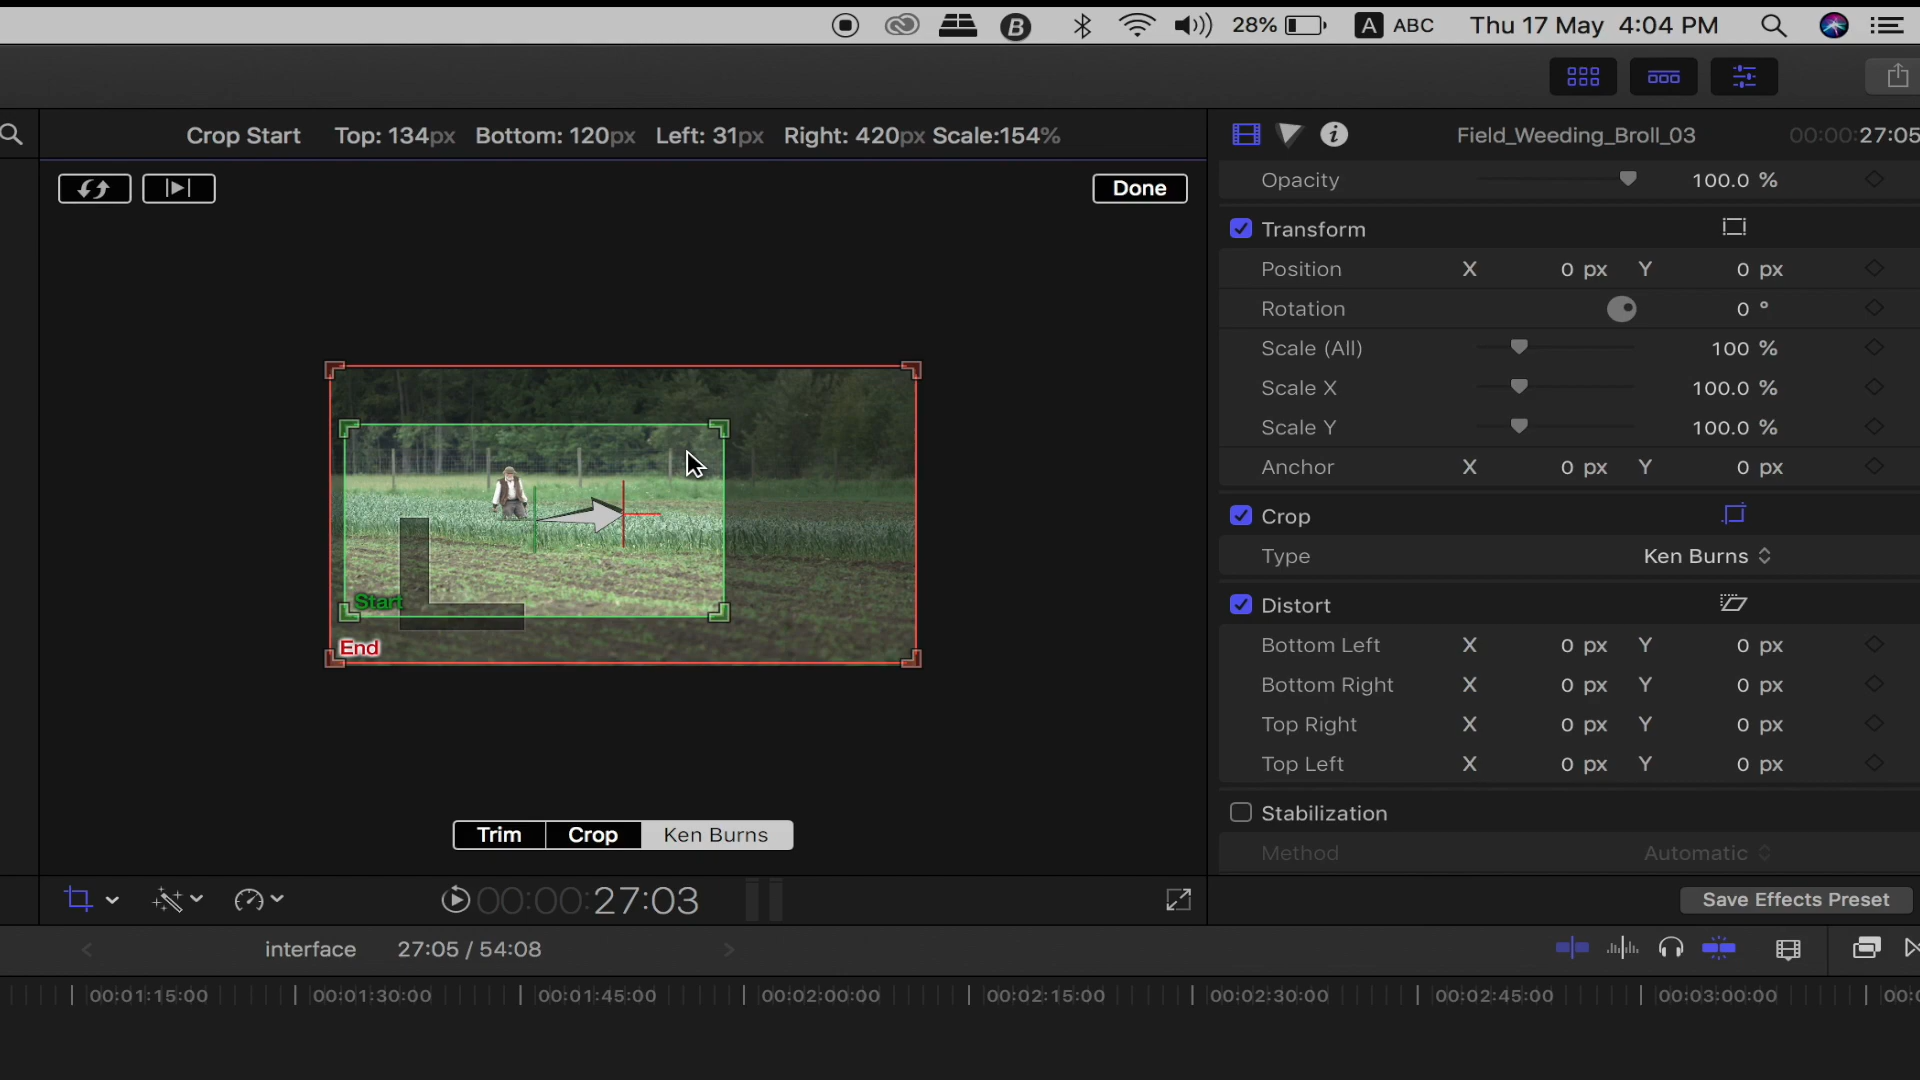 28% A ABC Thu 17 May 4:04 PM
Crop Start Top: 134px Bottom: 120px Left: 31px Right: 420px Scale:154%
Field_Weeding_Broll_03 00:00:27:05
Done
Opacity 100.0 %
Transform
Position X 0 px Y 0 px
Rotation 0 °
Scale (All) 100 %
Scale X 100.0 %
Scale Y 100.0 %
Anchor X 0 px Y 0 px
Crop
Type Ken Burns
Distort
Bottom Left X 0 px Y 0 px
Bottom Right X 0 px Y 0 px
Top Right X 0 px Y 0 px
Top Left X 0 px Y 0 px
Stabilization
Method Automatic
Start
End
Trim Crop Ken Burns
00:00:27:03
Save Effects Preset
interface 27:05 / 54:08
00:01:15:00 00:01:30:00 00:01:45:00 00:02:00:00 00:02:15:00 00:02:30:00 00:02:45:00 00:03:00:00